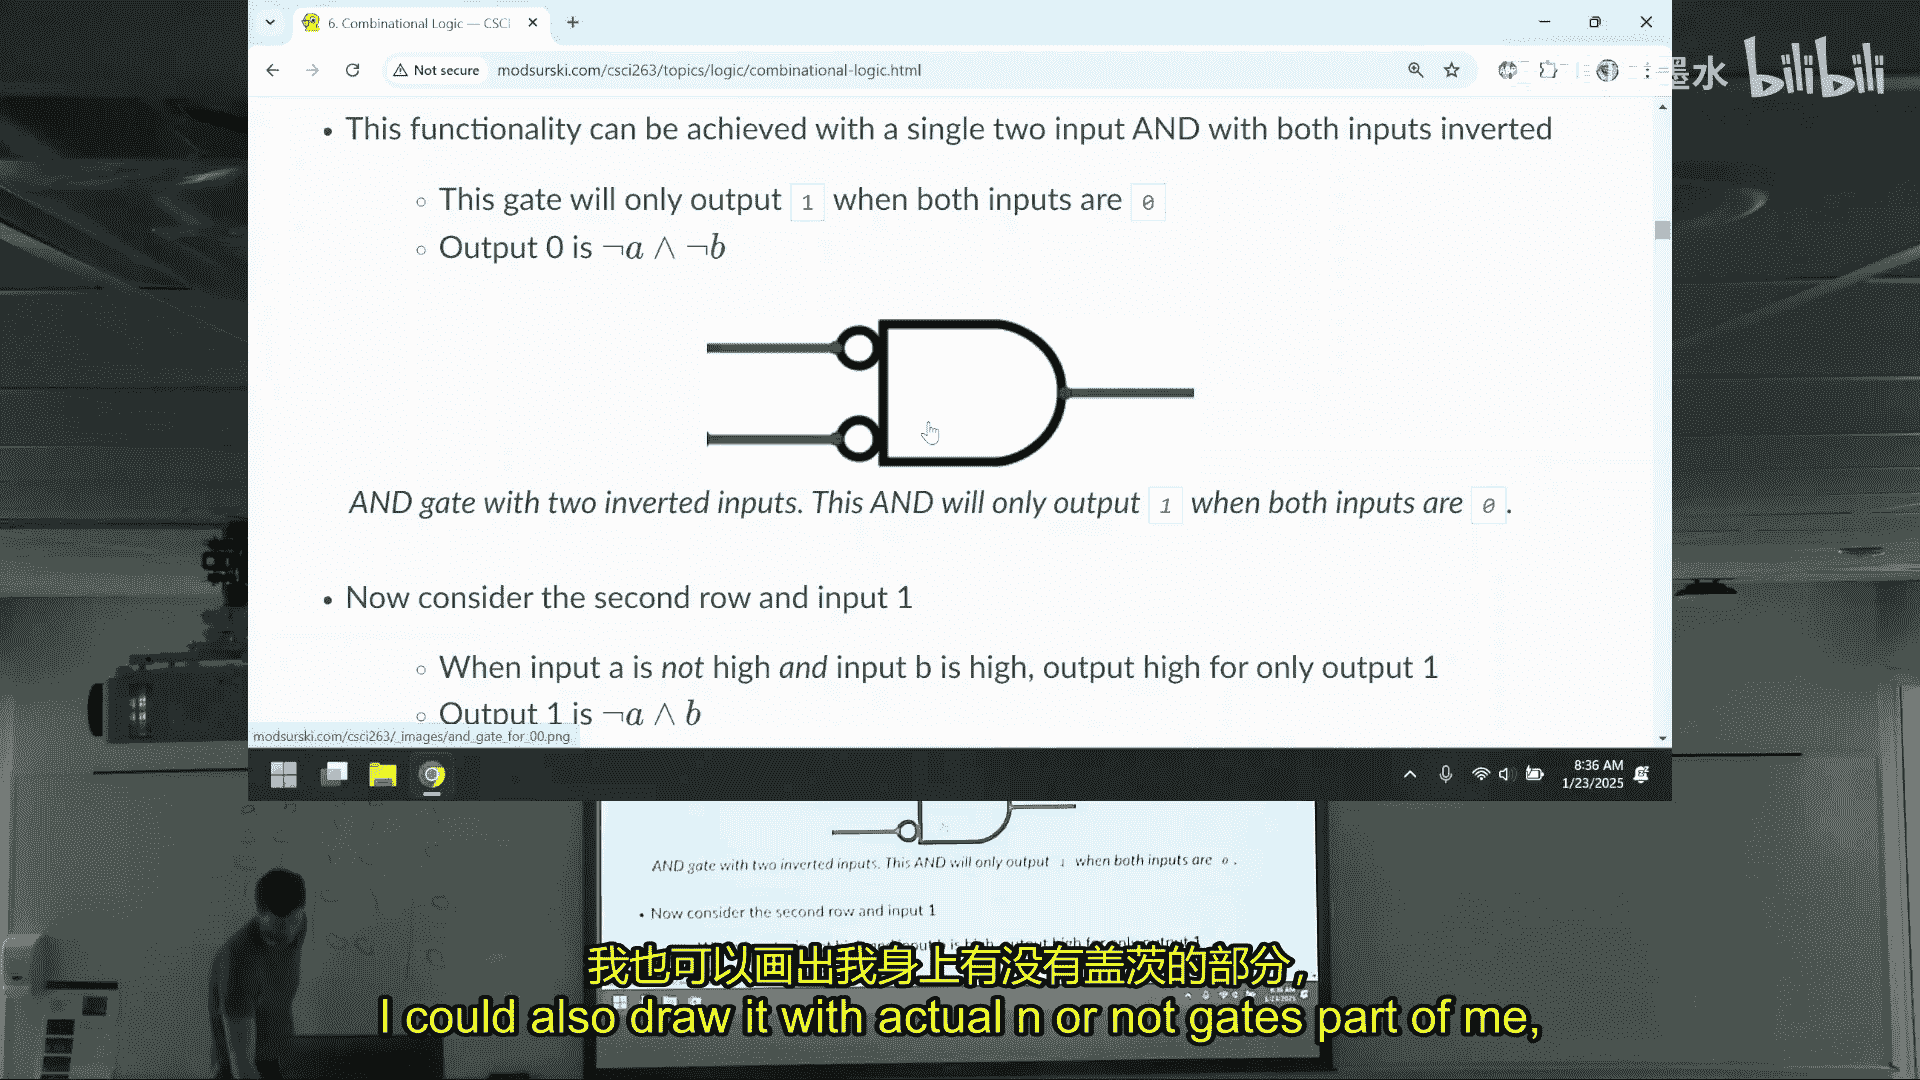 6. Combinational Logic — CSCI
Not secure
modsurski.com/csci263/topics/logic/combinational-logic.html
墨水 bilibili
• This functionality can be achieved with a single two input AND with both inputs inverted
◦ This gate will only output 1 when both inputs are 0
◦ Output 0 is ¬a ∧ ¬b
AND gate with two inverted inputs. This AND will only output 1 when both inputs are 0.
• Now consider the second row and input 1
◦ When input a is not high and input b is high, output high for only output 1
◦ Output 1 is ¬a ∧ b
modsurski.com/csci263/_images/and_gate_for_00.png
8:36 AM
1/23/2025
AND gate with two inverted inputs. This AND will only output 1 when both inputs are 0.
• Now consider the second row and input 1
我也可以画出我身上有没有盖茨的部分，
I could also draw it with actual n or not gates part of me,